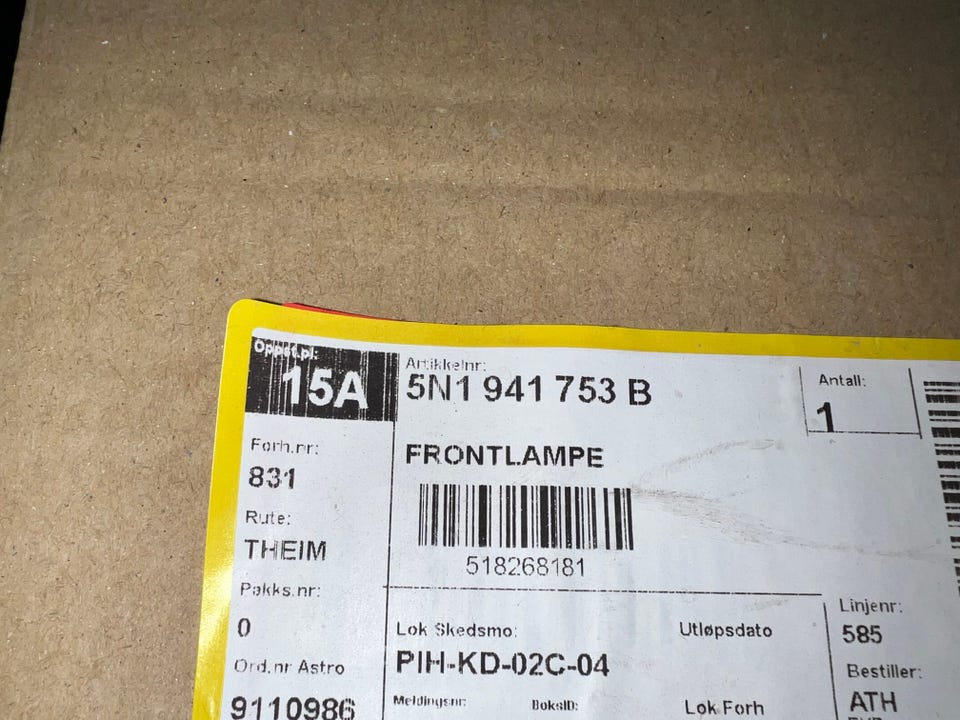 Oppst.pl:
15A
Artikkelnr:
5N1 941 753 B
Antall:
1
Forh.nr:
831
FRONTLAMPE
518268181
Rute:
THEIM
Pakks.nr:
0
Lok Skedsmo:
PIH-KD-02C-04
Utløpsdato
Linjenr:
585
Ord.nr Astro
9110986
Meldingsnr:
BoksID:
Lok Forh
Bestiller:
ATH